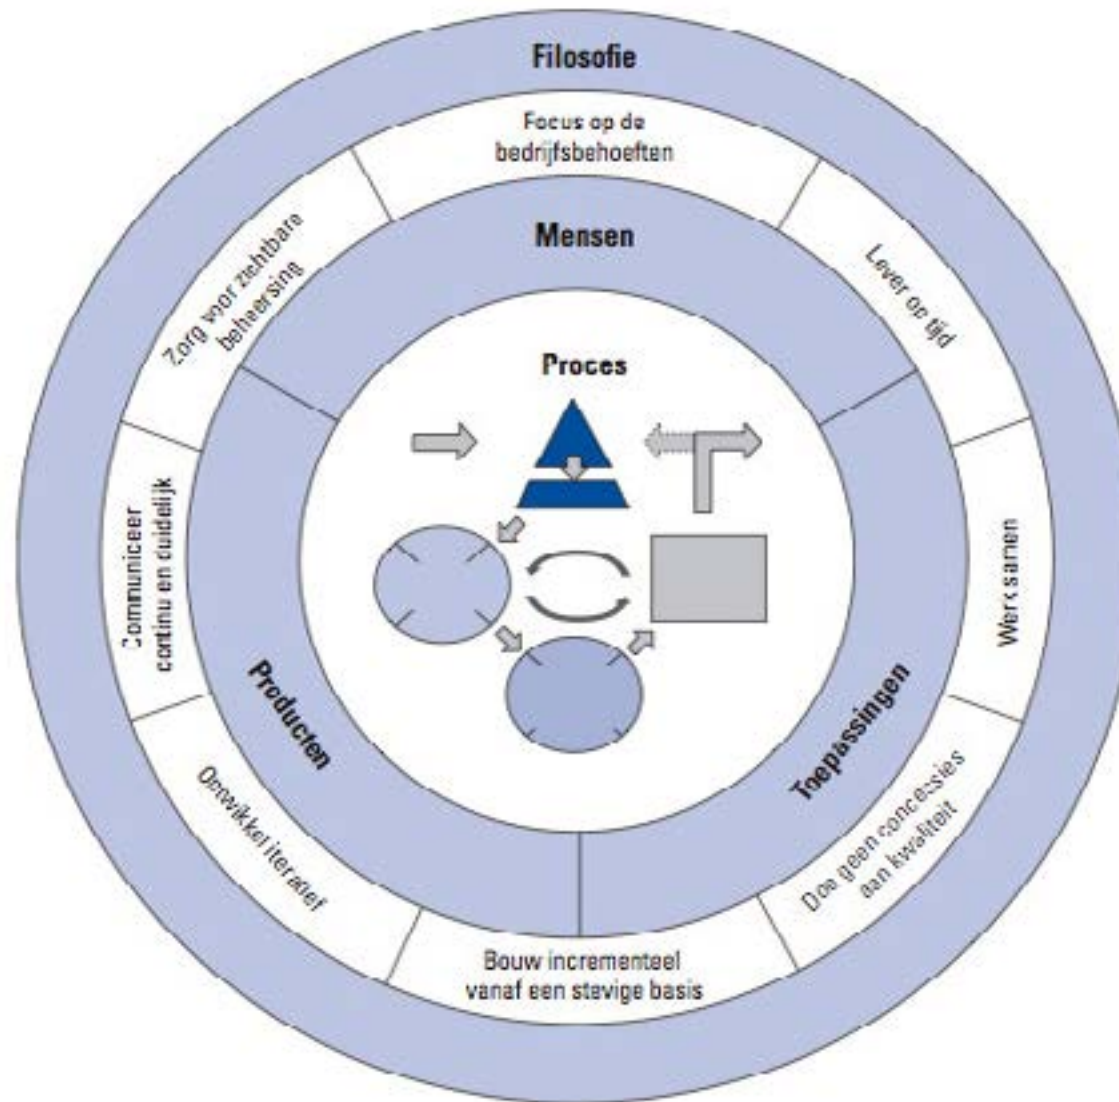 Filosofie
Focus op de
bedrijfsbehoeften
Lever op tijd
Werk samen
Doe geen concessies
aan kwaliteit
Bouw incrementeel
vanaf een stevige basis
Ontwikkel iteratief
Communiceer
continu en duidelijk
Zorg voor zichtbare
beheersing
Mensen
Toepassingen
Producten
Proces